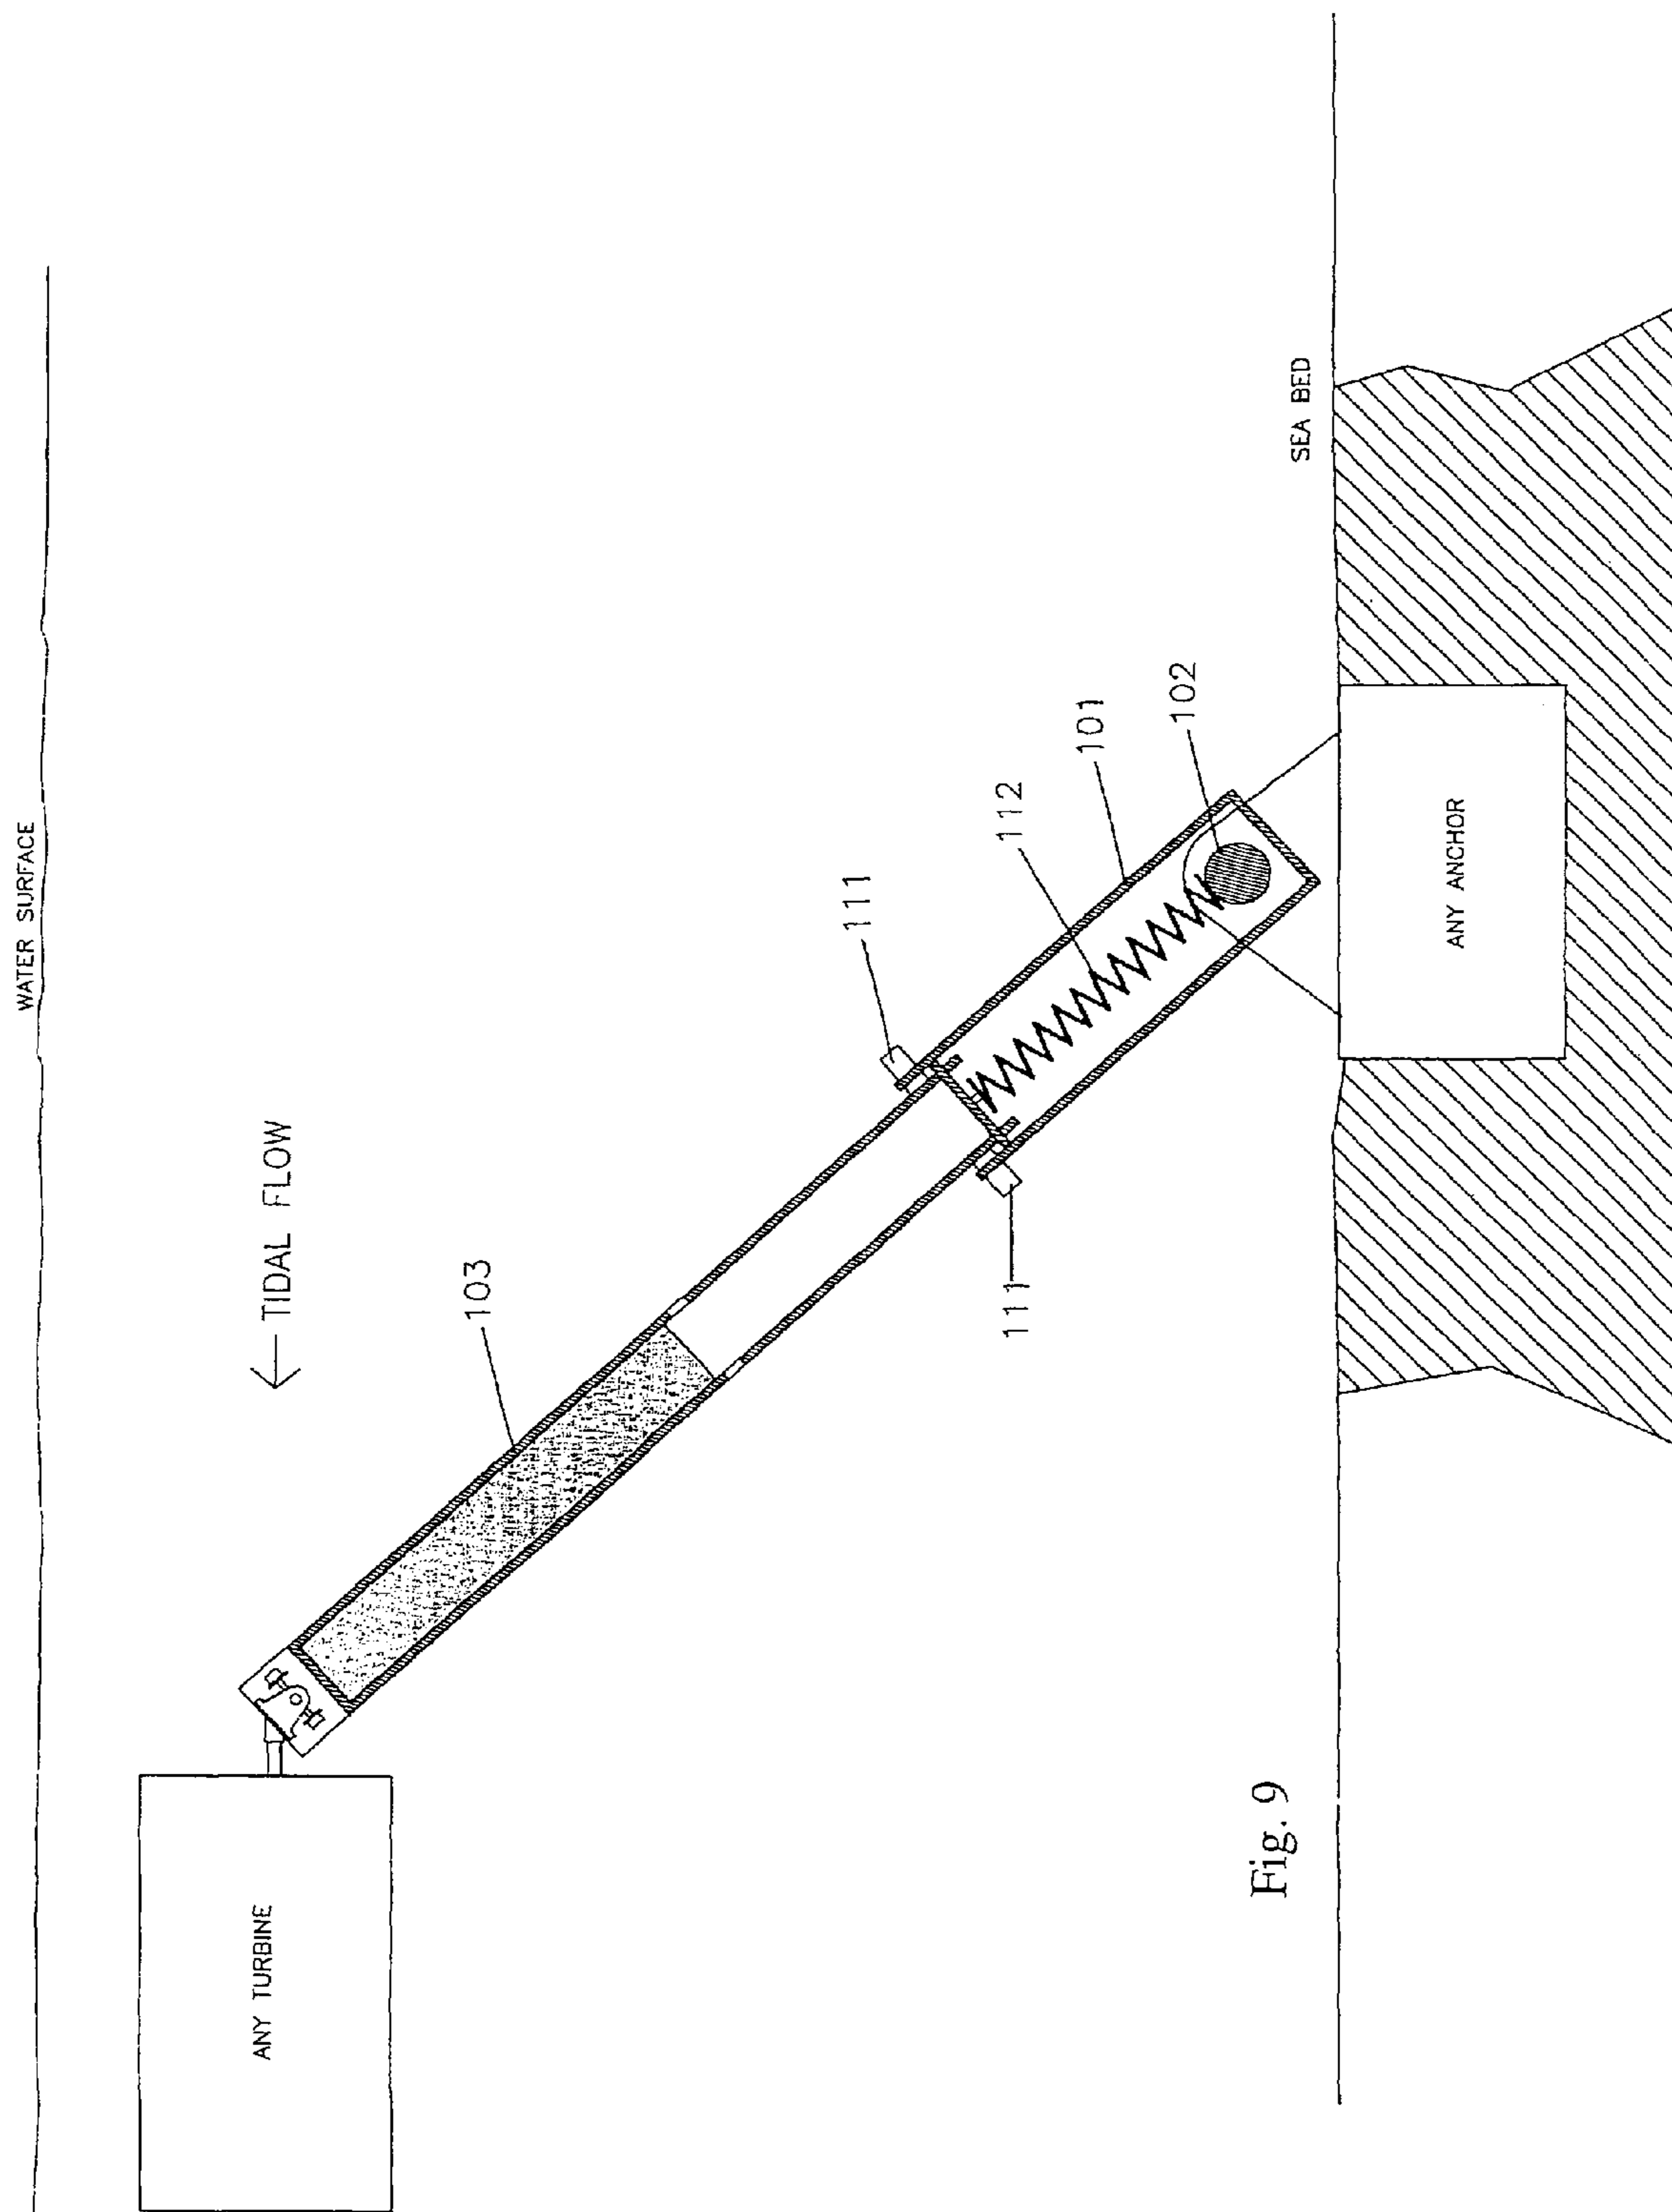 WATER SURFACE
← TIDAL FLOW
ANY TURBINE
103
111
111
112
101
102
SEA BED
ANY ANCHOR
Fig. 9